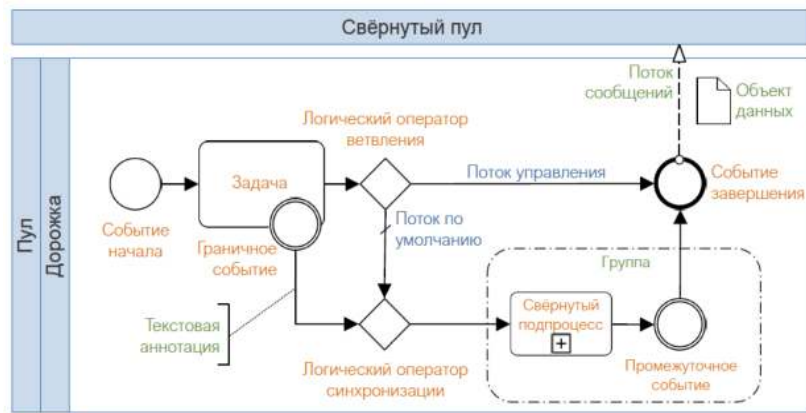 Свёрнутый пул
Пул
Дорожка
Поток
сообщений
Объект
данных
Логический оператор
ветвления
Задача
Поток управления
Событие
завершения
Событие
начала
Граничное
событие
Поток по
умолчанию
Группа
Текстовая
аннотация
Свёрнутый
подпроцесс
Логический оператор
синхронизации
Промежуточное
событие